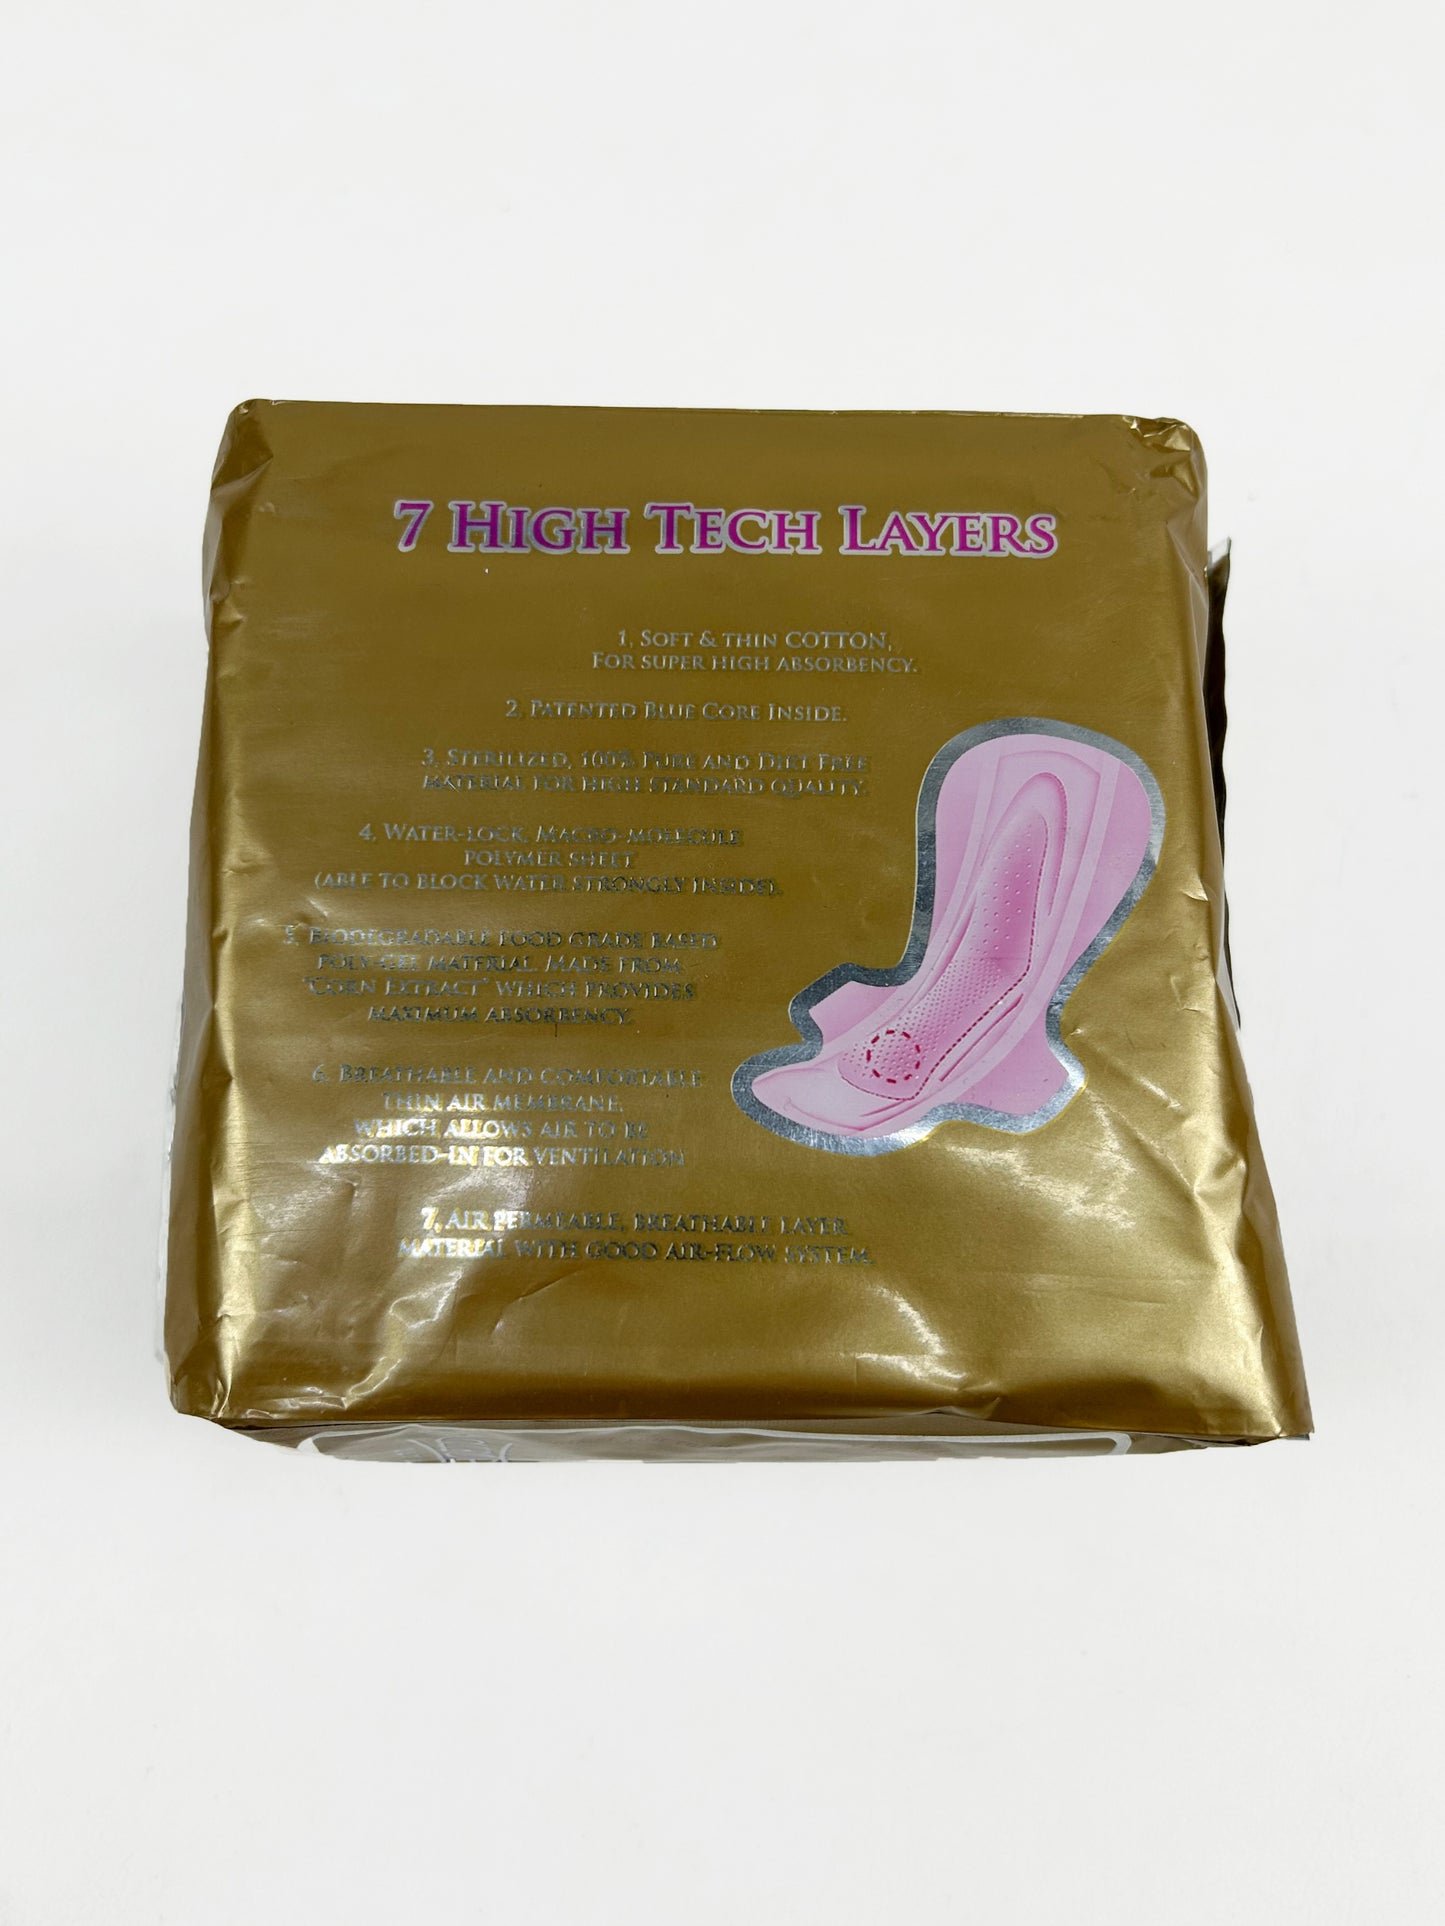 7 High Tech Layers
1, Soft & thin COTTON,
For super high absorbency.
2, Patented Blue Core Inside.
3, Sterilized, 100% Pure and Dirt Free
material for high standard quality.
4, Water-lock, Macro-molecule
polymer sheet
(able to block water strongly inside).
5, Biodegradable food grade based
poly-gel material. Made from
"Corn Extract" which provides
maximum absorbency.
6, Breathable and comfortable
thin air membrane,
which allows air to be
absorbed-in for ventilation
7, Air permeable, breathable layer
material with good air-flow system.